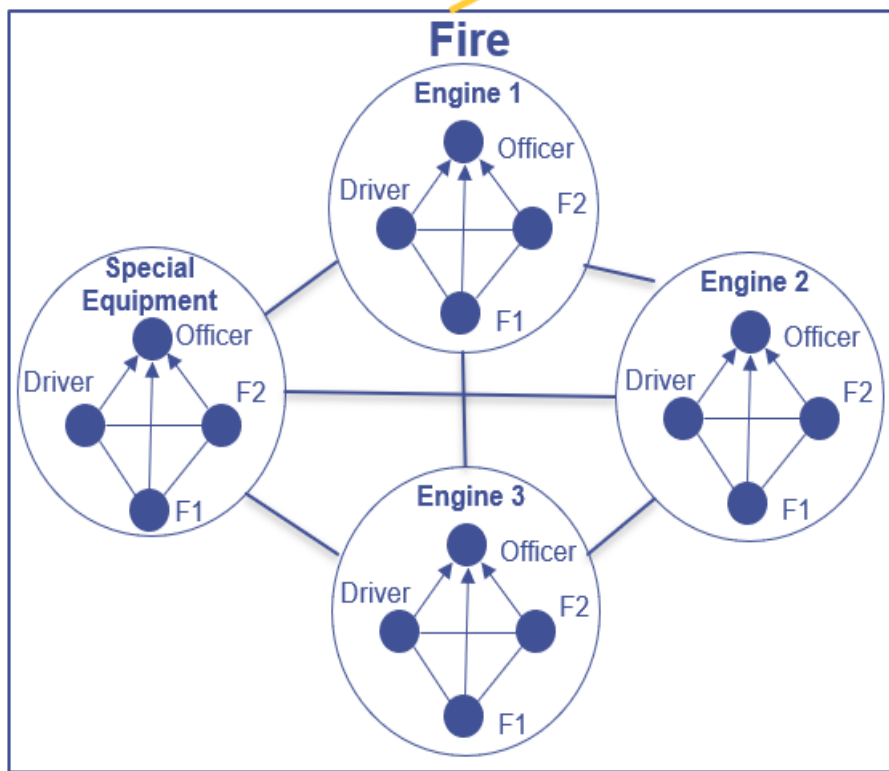 Fire
Engine 1
Officer
Driver
F2
F1
Special
Equipment
Officer
Driver
F2
F1
Engine 2
Officer
Driver
F2
F1
Engine 3
Officer
Driver
F2
F1